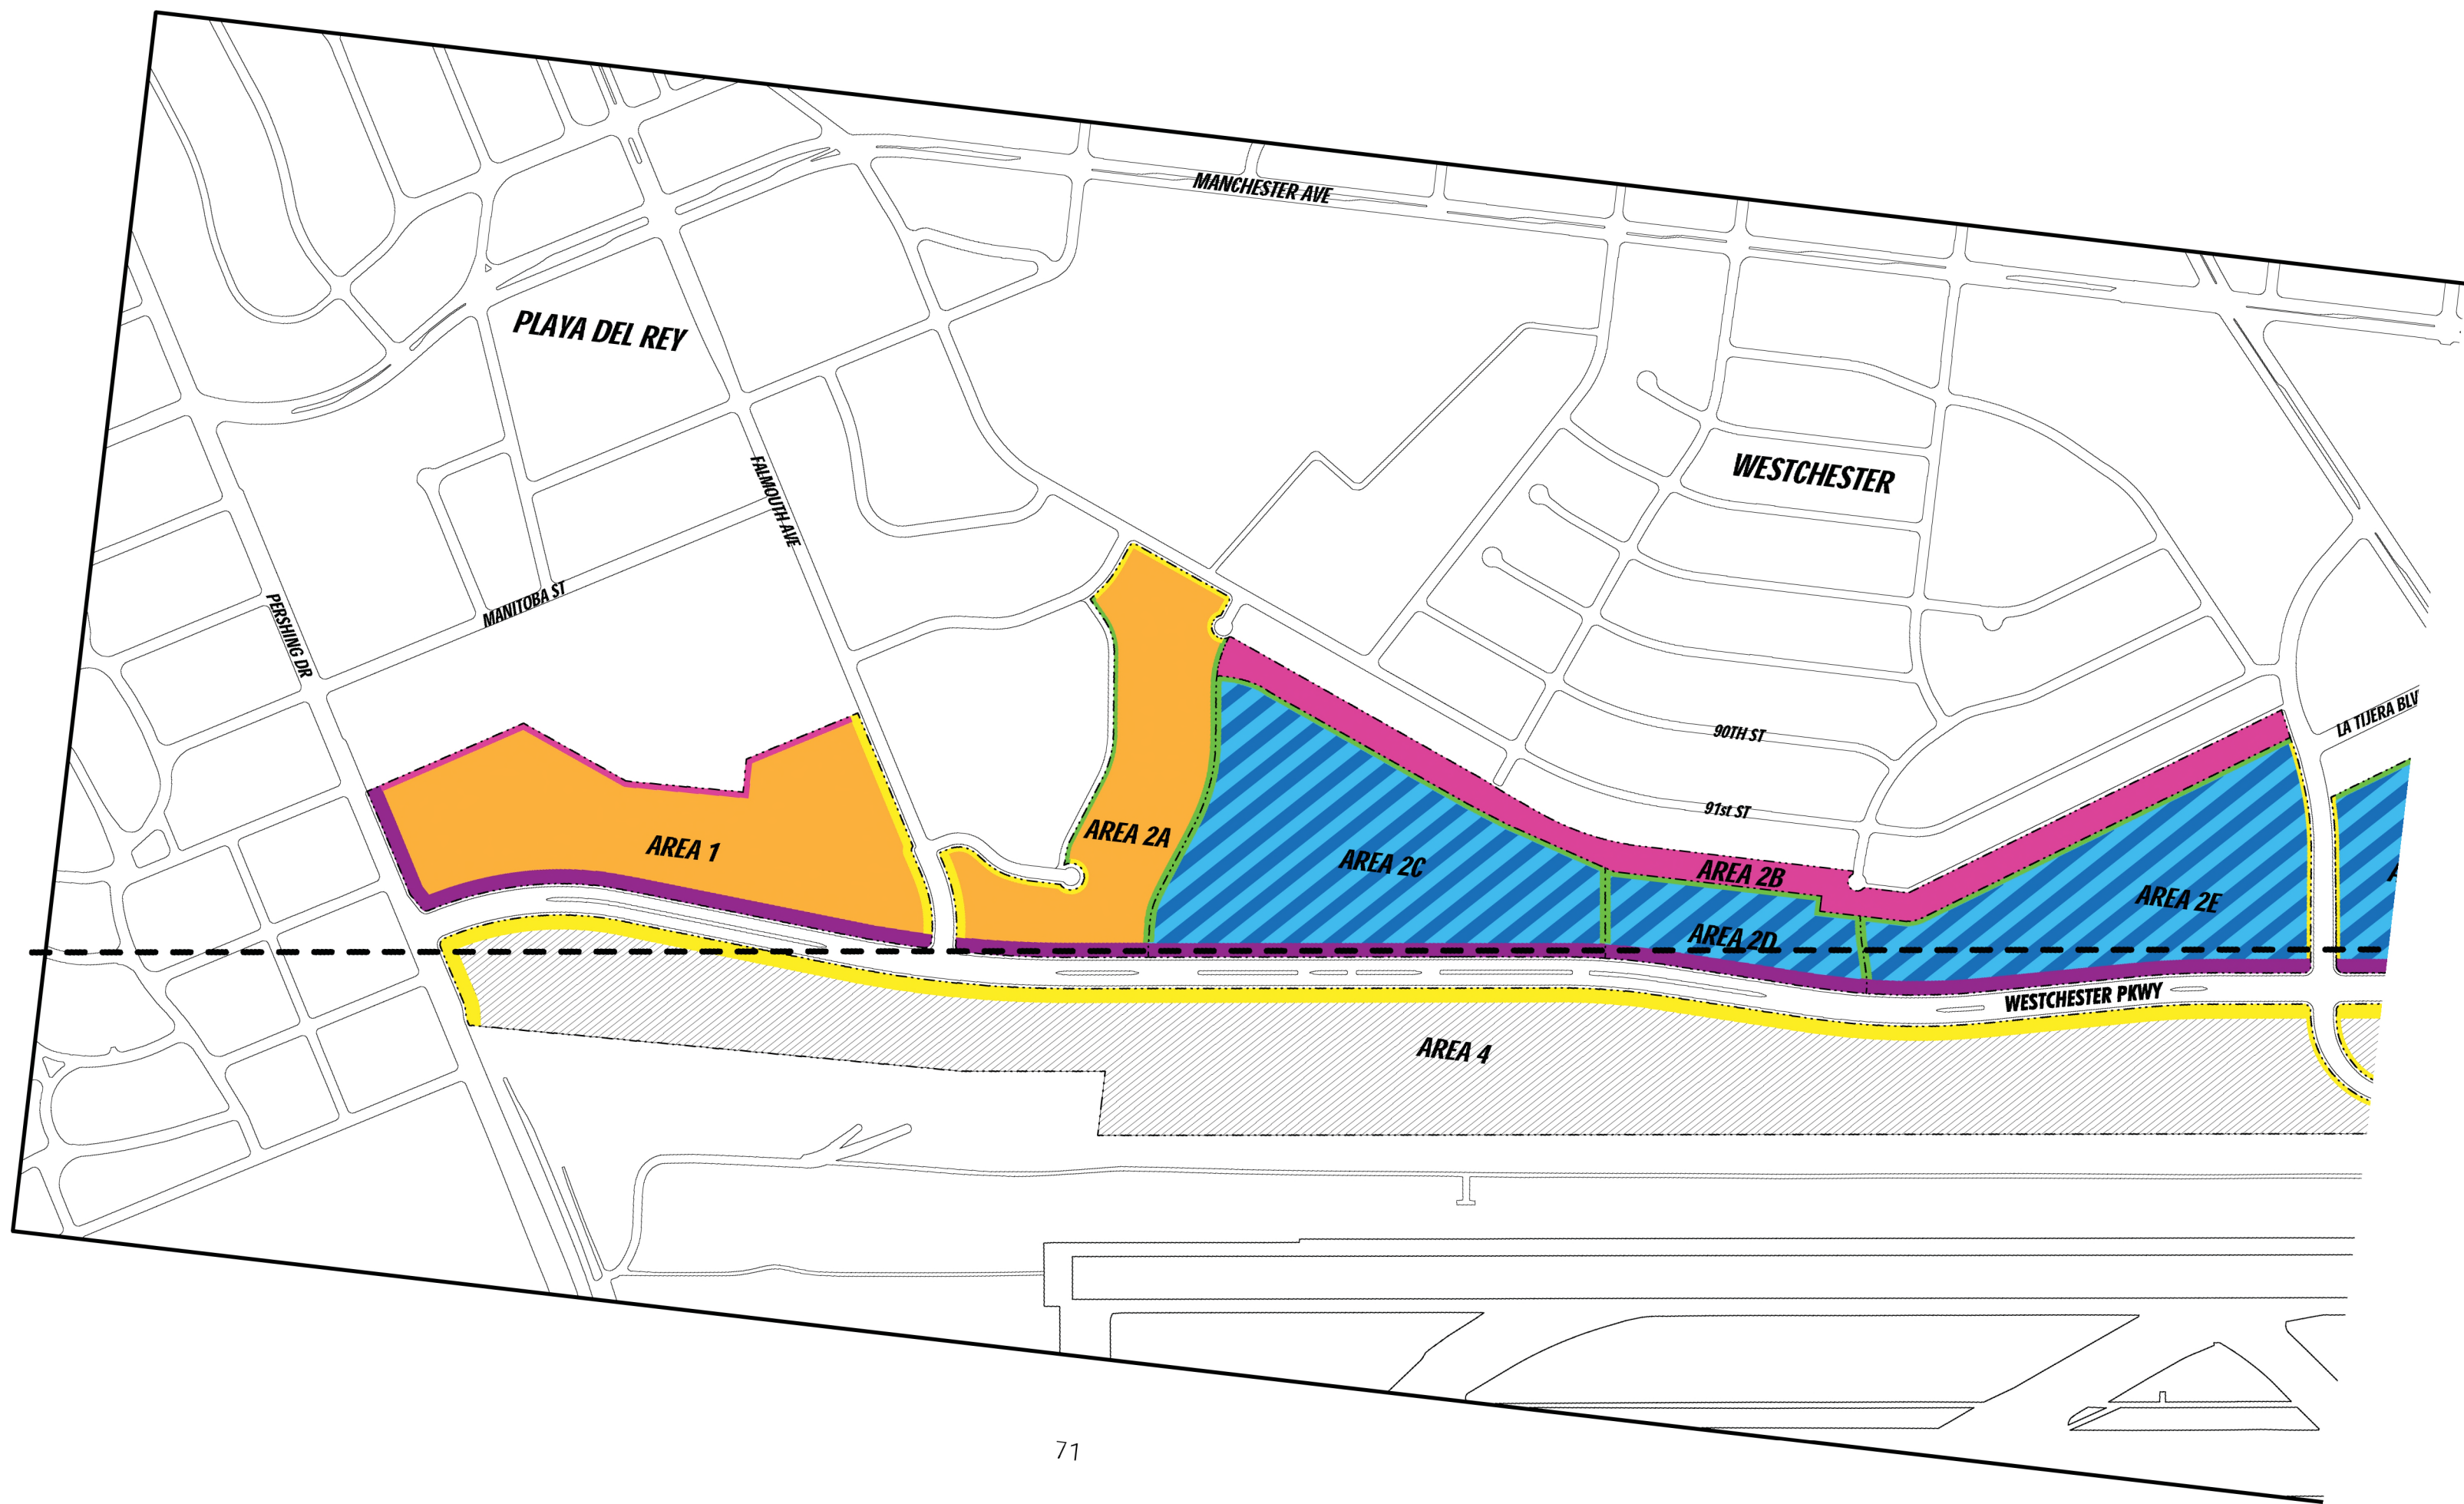 MANCHESTER AVE
PLAYA DEL REY
WESTCHESTER
FALMOUTH AVE
PERSHING DR
MANITOBA ST
90TH ST
LA TIJERA BLV
91st ST
AREA 1
AREA 2A
AREA 2C
AREA 2B
AREA 2E
AREA 2D
A
WESTCHESTER PKWY
AREA 4
71